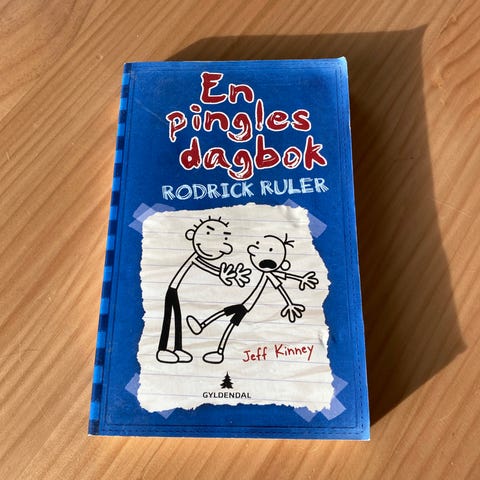 En
pingles
dagbok
RODRICK RULER
Jeff Kinney
GYLDENDAL